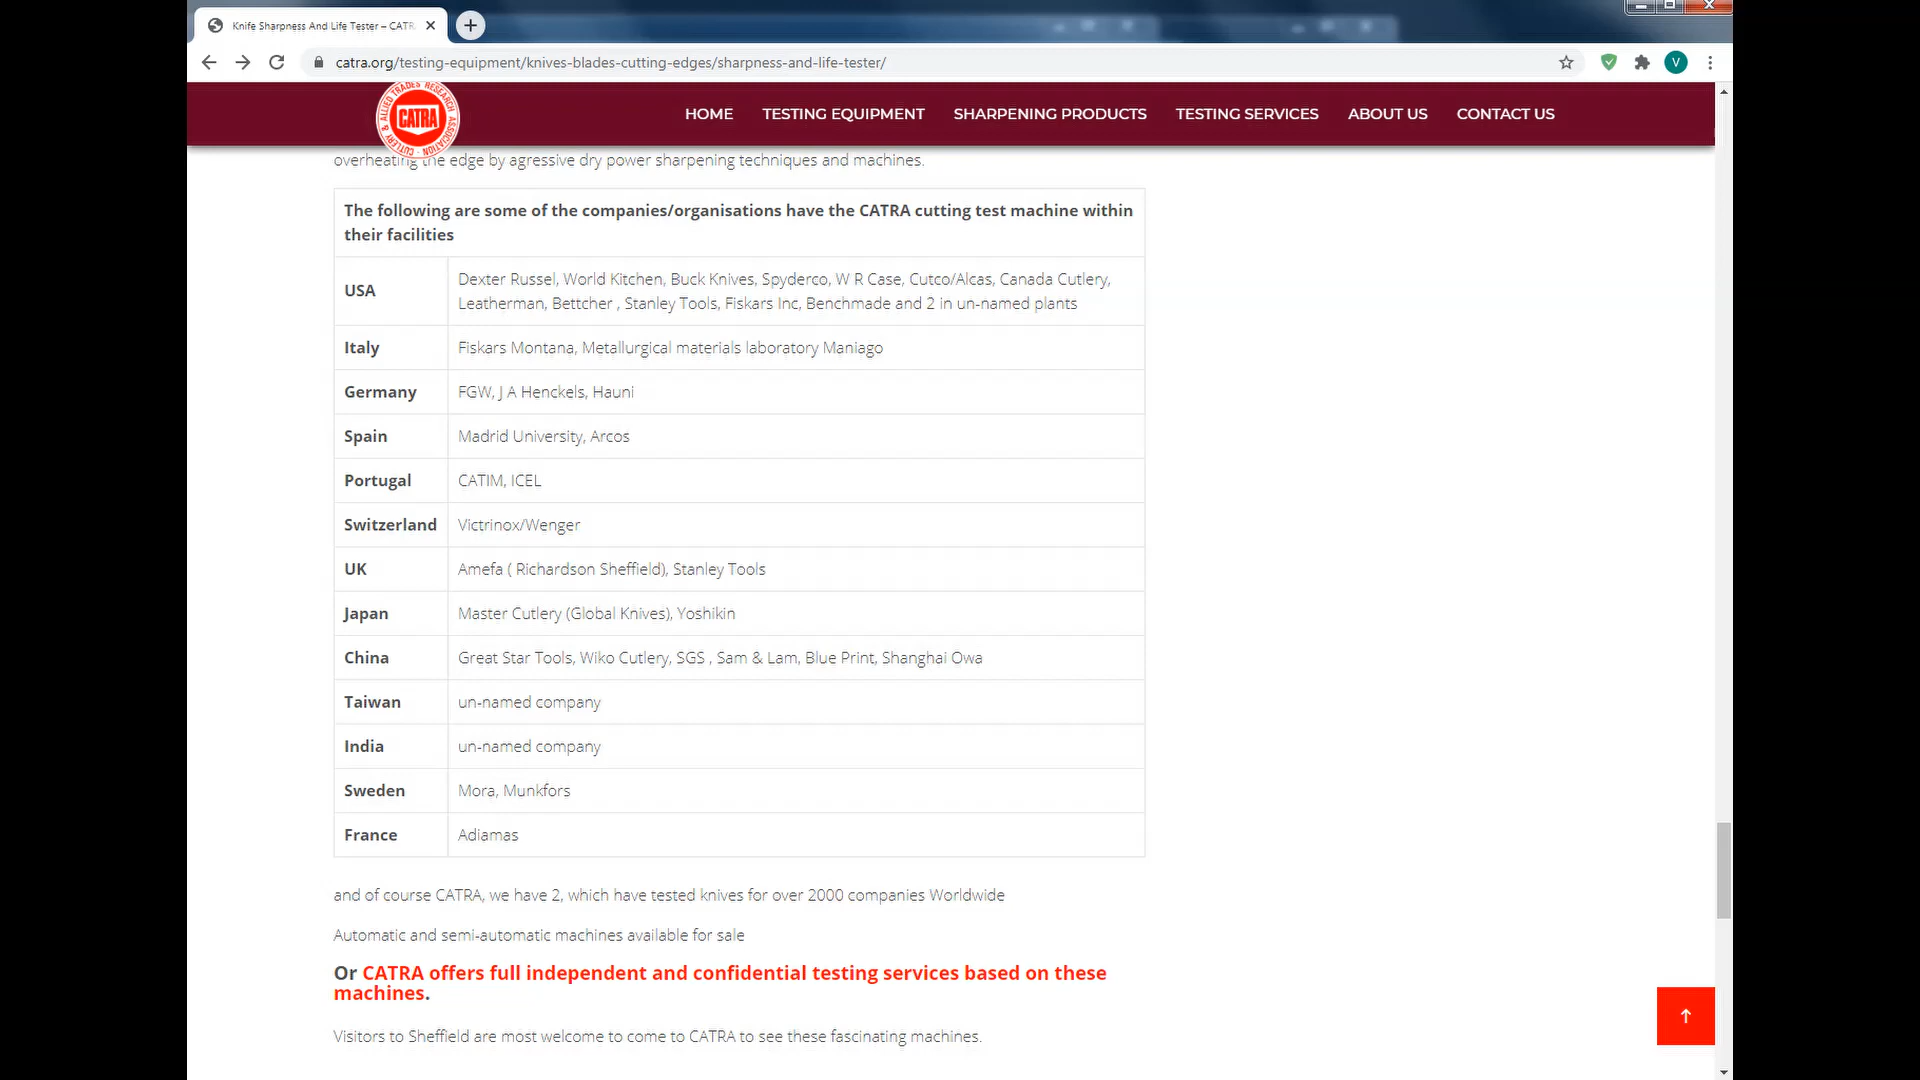 Knife Sharpness And Life Tester – CATR
catra.org/testing-equipment/knives-blades-cutting-edges/sharpness-and-life-tester/
V
CUTLERY & ALLIED TRADES RESEARCH ASSOCIATION
CATRA
HOME TESTING EQUIPMENT SHARPENING PRODUCTS TESTING SERVICES ABOUT US CONTACT US
overheating the edge by agressive dry power sharpening techniques and machines.
The following are some of the companies/organisations have the CATRA cutting test machine within
their facilities
USA
Dexter Russel, World Kitchen, Buck Knives, Spyderco, W R Case, Cutco/Alcas, Canada Cutlery,
Leatherman, Bettcher , Stanley Tools, Fiskars Inc, Benchmade and 2 in un-named plants
Italy
Fiskars Montana, Metallurgical materials laboratory Maniago
Germany
FGW, J A Henckels, Hauni
Spain
Madrid University, Arcos
Portugal
CATIM, ICEL
Switzerland
Victrinox/Wenger
UK
Amefa ( Richardson Sheffield), Stanley Tools
Japan
Master Cutlery (Global Knives), Yoshikin
China
Great Star Tools, Wiko Cutlery, SGS , Sam & Lam, Blue Print, Shanghai Owa
Taiwan
un-named company
India
un-named company
Sweden
Mora, Munkfors
France
Adiamas
and of course CATRA, we have 2, which have tested knives for over 2000 companies Worldwide
Automatic and semi-automatic machines available for sale
Or CATRA offers full independent and confidential testing services based on these
machines.
Visitors to Sheffield are most welcome to come to CATRA to see these fascinating machines.